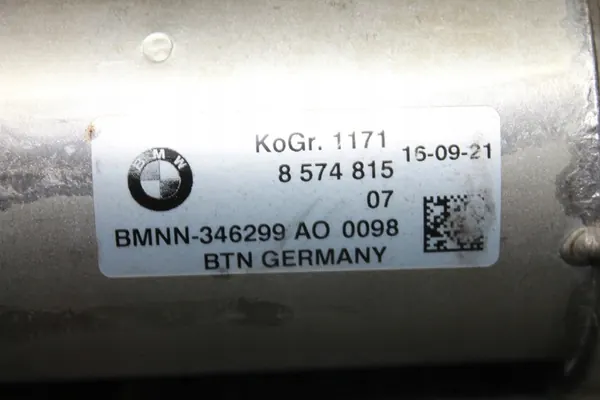 BMW
KoGr. 1171
8 574 815
16-09-21
07
BMNN-346299 AO 0098
BTN GERMANY